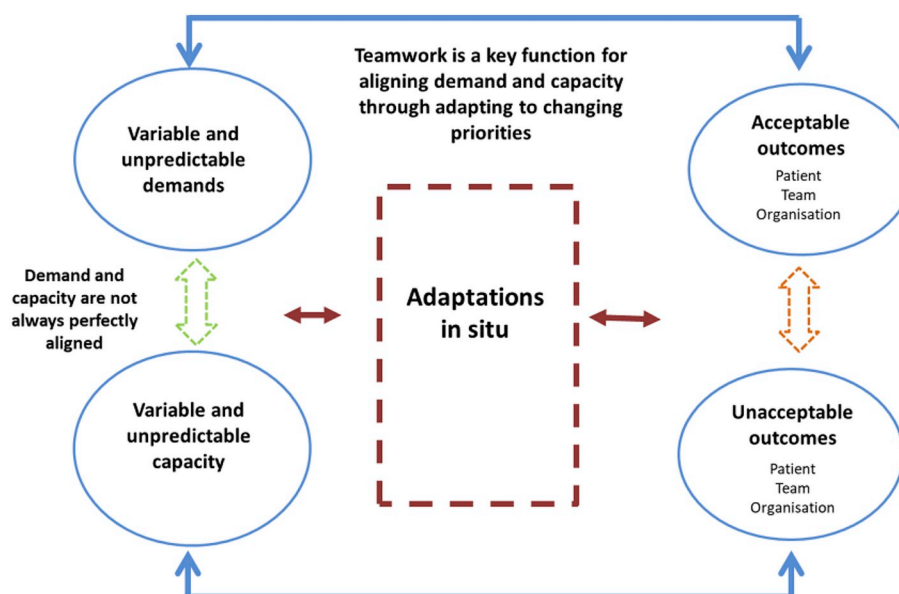 Teamwork is a key function for
aligning demand and capacity
through adapting to changing
priorities
Variable and
unpredictable
demands
Acceptable
outcomes
Patient
Team
Organisation
Demand and
capacity are not
always perfectly
aligned
Adaptations
in situ
Variable and
unpredictable
capacity
Unacceptable
outcomes
Patient
Team
Organisation